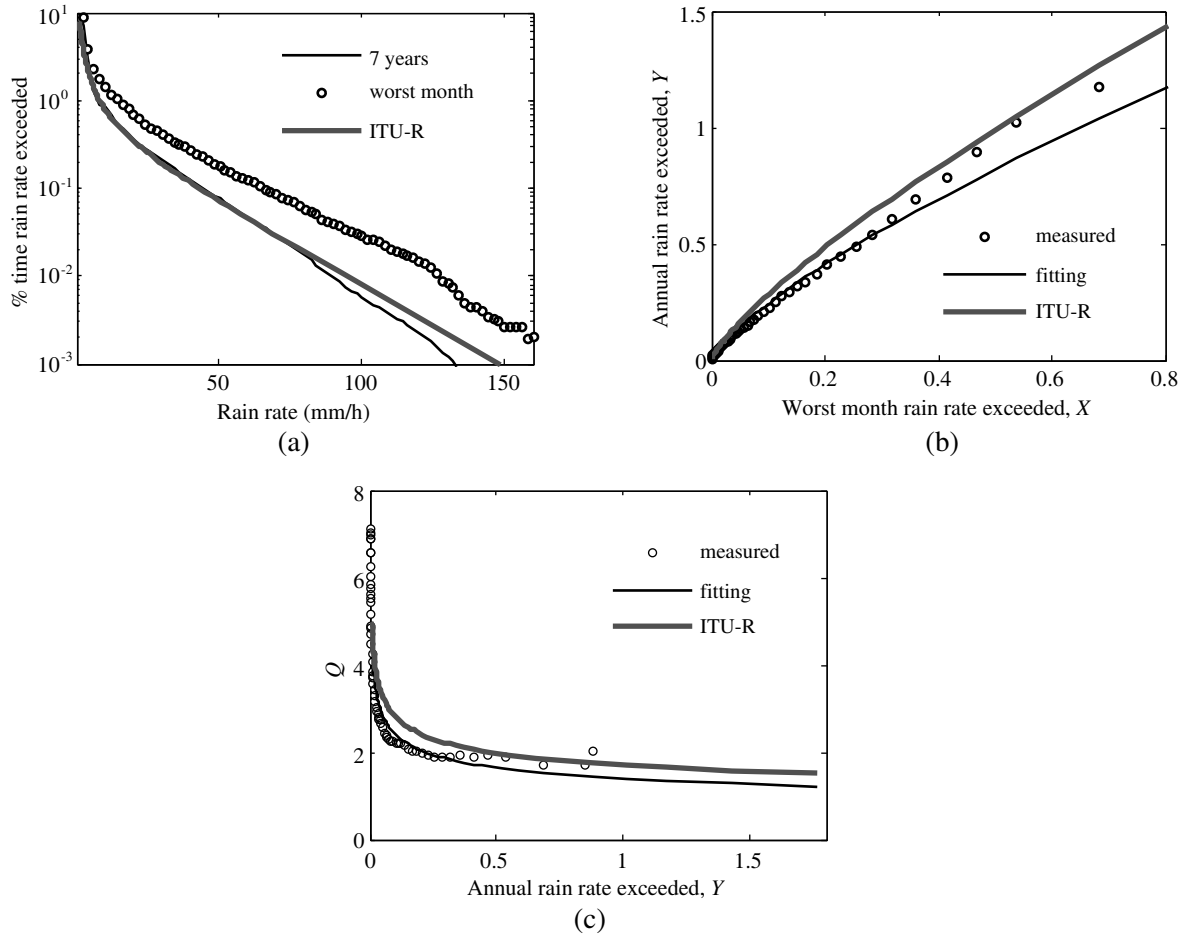 10^1
10^0
10^-1
10^-2
10^-3
% time rain rate exceeded
7 years
worst month
ITU-R
50
100
150
Rain rate (mm/h)
(a)
1.5
1
0.5
0
Annual rain rate exceeded, Y
measured
fitting
ITU-R
0
0.2
0.4
0.6
0.8
Worst month rain rate exceeded, X
(b)
8
6
4
2
0
Q
measured
fitting
ITU-R
0
0.5
1
1.5
Annual rain rate exceeded, Y
(c)